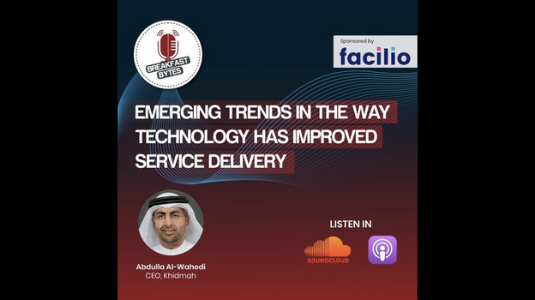 BREAKFAST
BYTES
Sponsored by
facilio
EMERGING TRENDS IN THE WAY
TECHNOLOGY HAS IMPROVED
SERVICE DELIVERY
Abdulla Al-Wahedi
CEO, Khidmah
LISTEN IN
SOUNDCLOUD